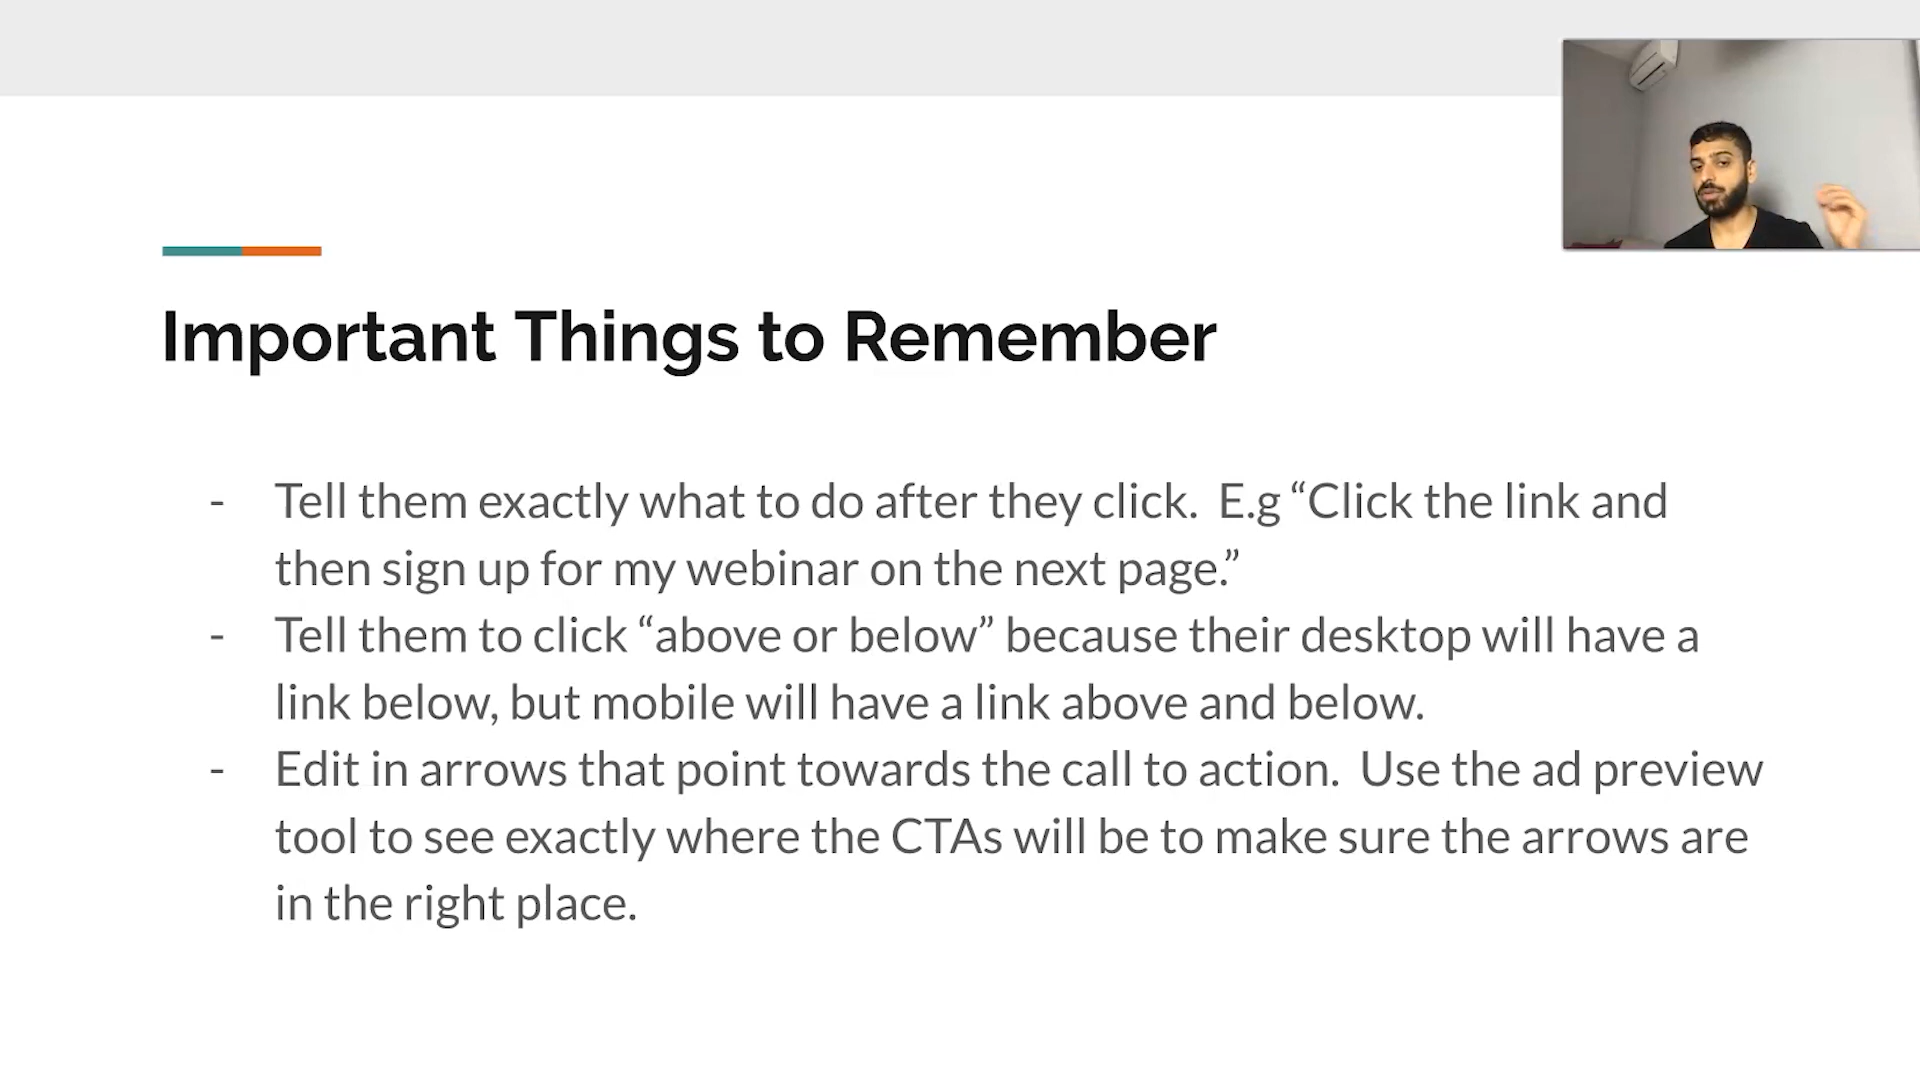 Important Things to Remember
- Tell them exactly what to do after they click.  E.g “Click the link and
then sign up for my webinar on the next page.”
- Tell them to click “above or below” because their desktop will have a
link below, but mobile will have a link above and below.
- Edit in arrows that point towards the call to action.  Use the ad preview
tool to see exactly where the CTAs will be to make sure the arrows are
in the right place.